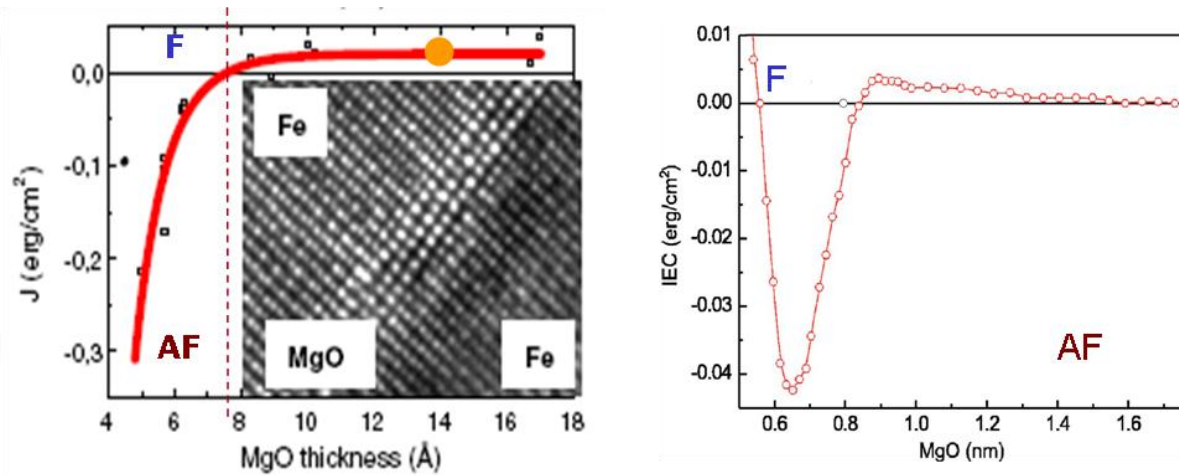 F
0,0
-0,1
-0,2
-0,3
J (erg/cm²)
AF
Fe
MgO
Fe
4 6 8 10 12 14 16 18
MgO thickness (Å)
0.01
0.00
-0.01
-0.02
-0.03
-0.04
IEC (erg/cm²)
F
AF
0.6 0.8 1.0 1.2 1.4 1.6
MgO (nm)